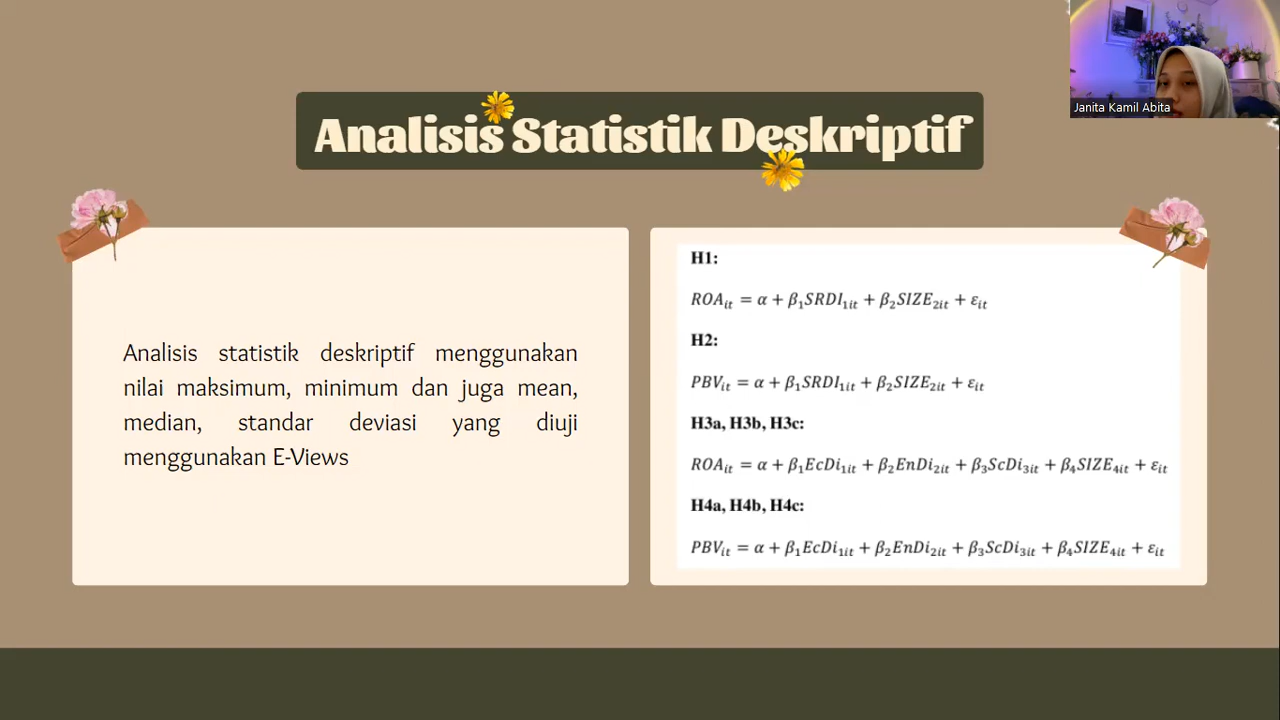 Janita Kamil Abita
Analisis Statistik Deskriptif
Analisis statistik deskriptif menggunakan
nilai maksimum, minimum dan juga mean,
median, standar deviasi yang diuji
menggunakan E-Views
H1:
ROAᵢₜ = α + β₁SRDI₁ᵢₜ + β₂SIZE₂ᵢₜ + εᵢₜ
H2:
PBVᵢₜ = α + β₁SRDI₁ᵢₜ + β₂SIZE₂ᵢₜ + εᵢₜ
H3a, H3b, H3c:
ROAᵢₜ = α + β₁EcDi₁ᵢₜ + β₂EnDi₂ᵢₜ + β₃ScDi₃ᵢₜ + β₄SIZE₄ᵢₜ + εᵢₜ
H4a, H4b, H4c:
PBVᵢₜ = α + β₁EcDi₁ᵢₜ + β₂EnDi₂ᵢₜ + β₃ScDi₃ᵢₜ + β₄SIZE₄ᵢₜ + εᵢₜ